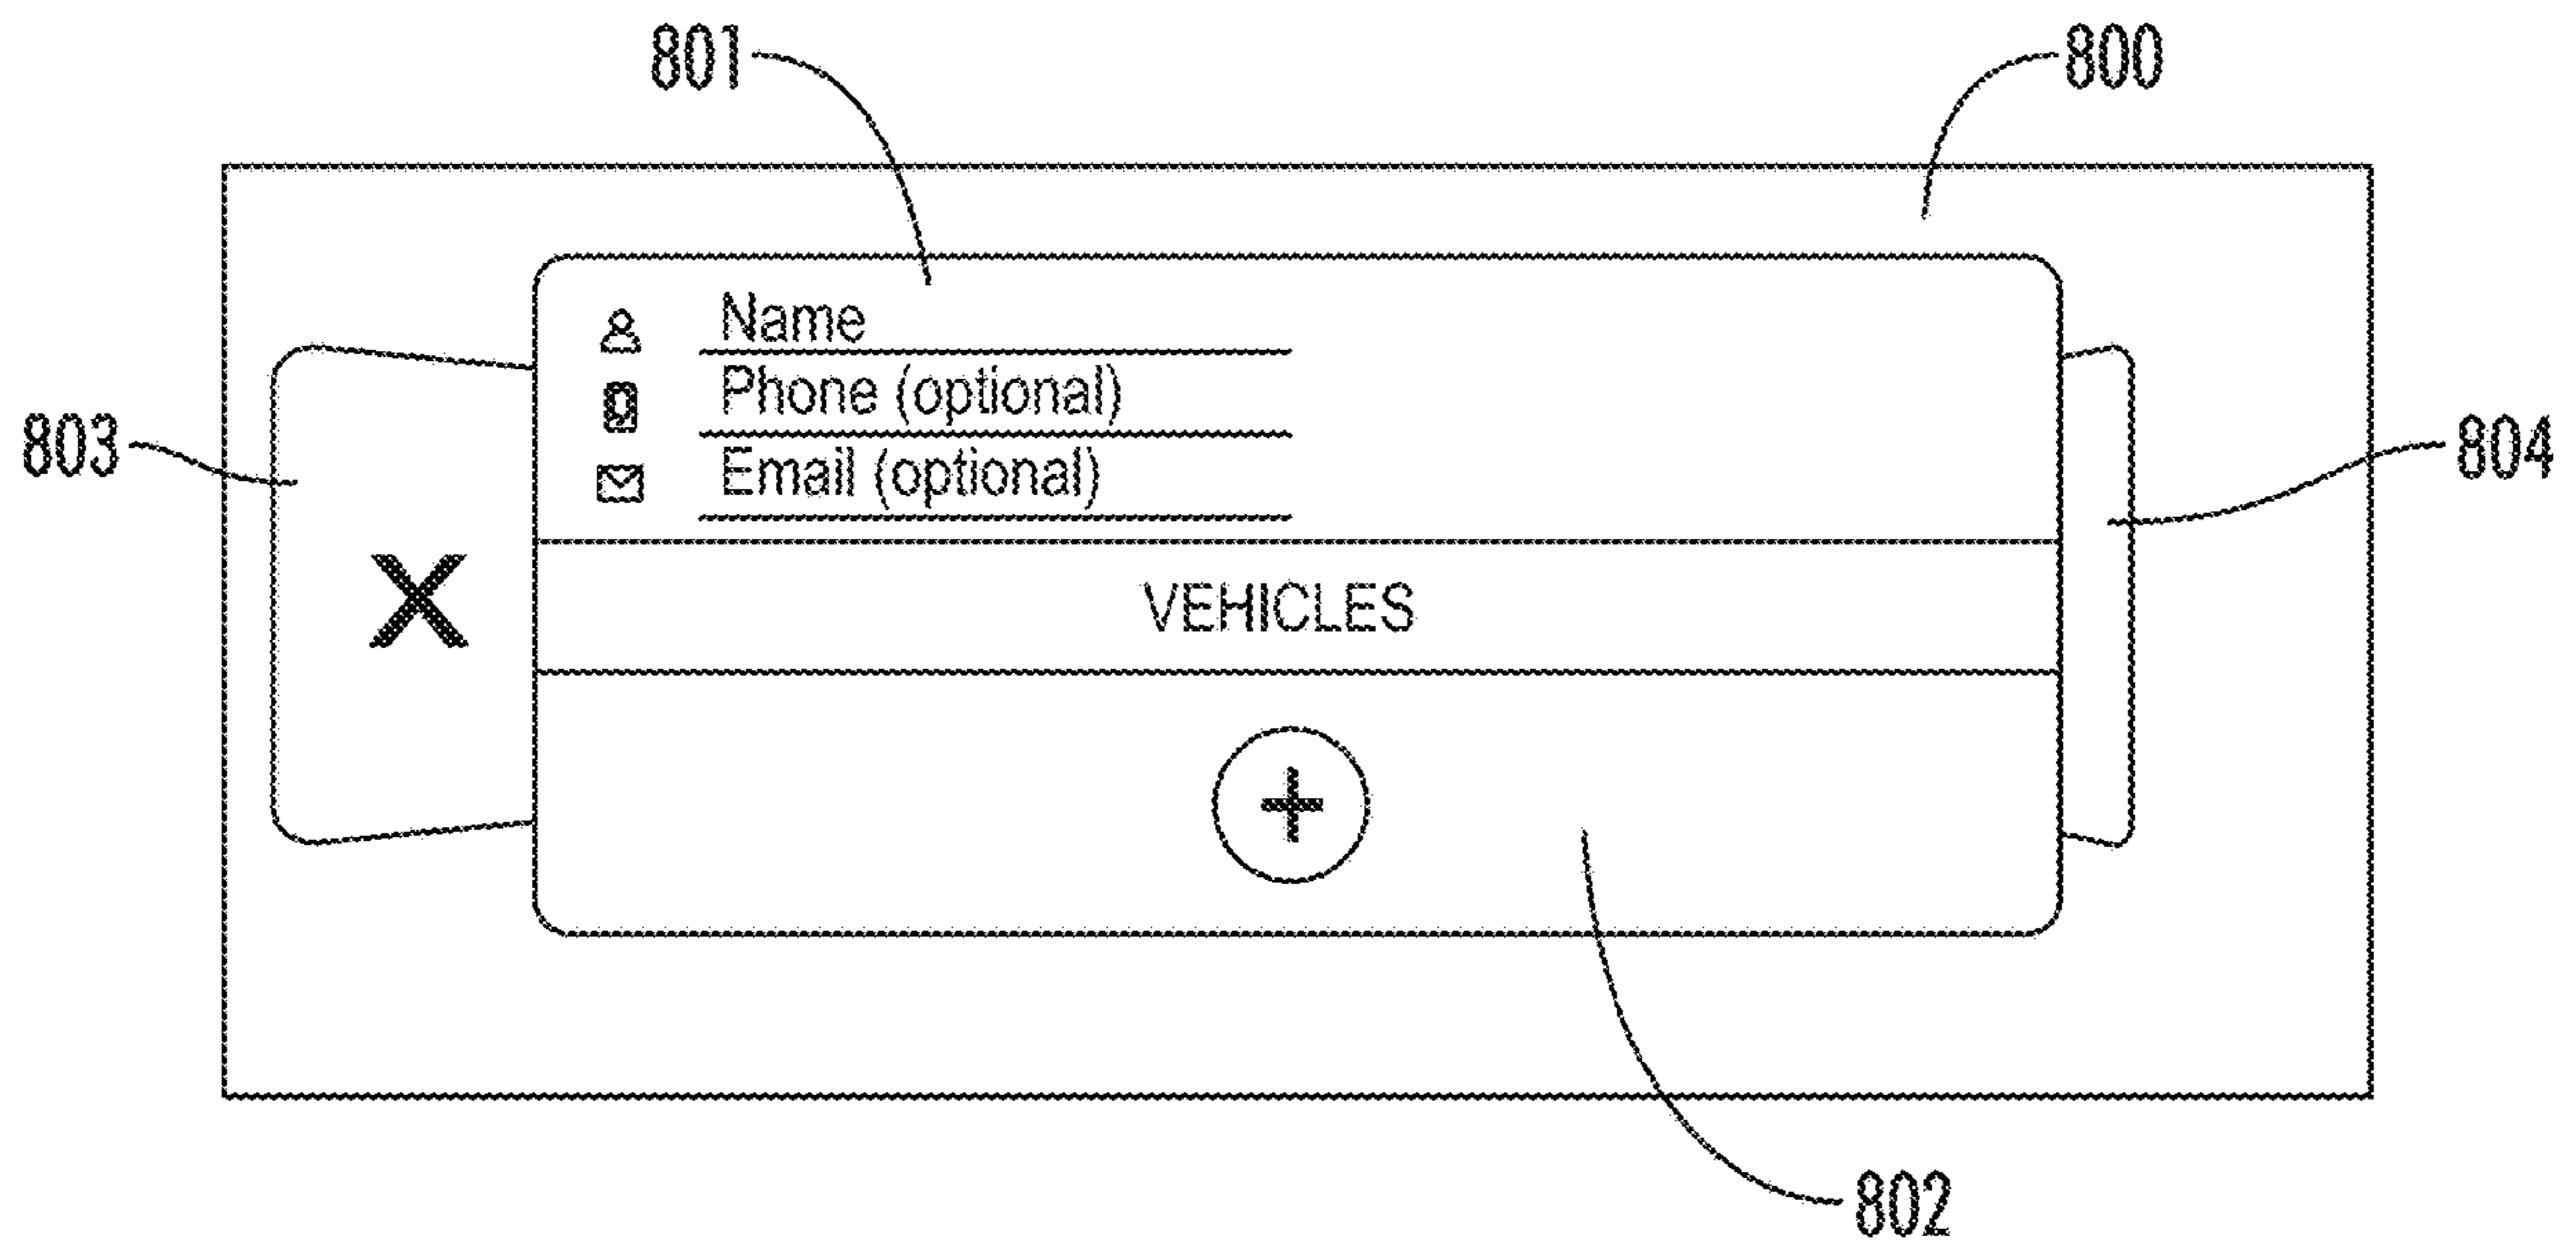 801
800
Name
Phone (optional)
803
Email (optional)
804
X
VEHICLES
+
802